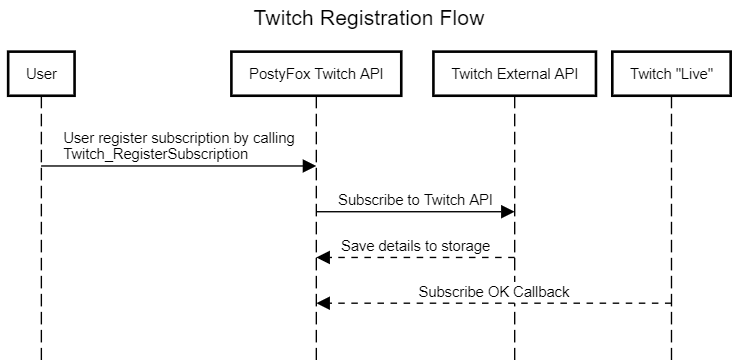 Twitch Registration Flow
User
PostyFox Twitch API
Twitch External API
Twitch "Live"
User register subscription by calling
Twitch_RegisterSubscription
Subscribe to Twitch API
Save details to storage
Subscribe OK Callback